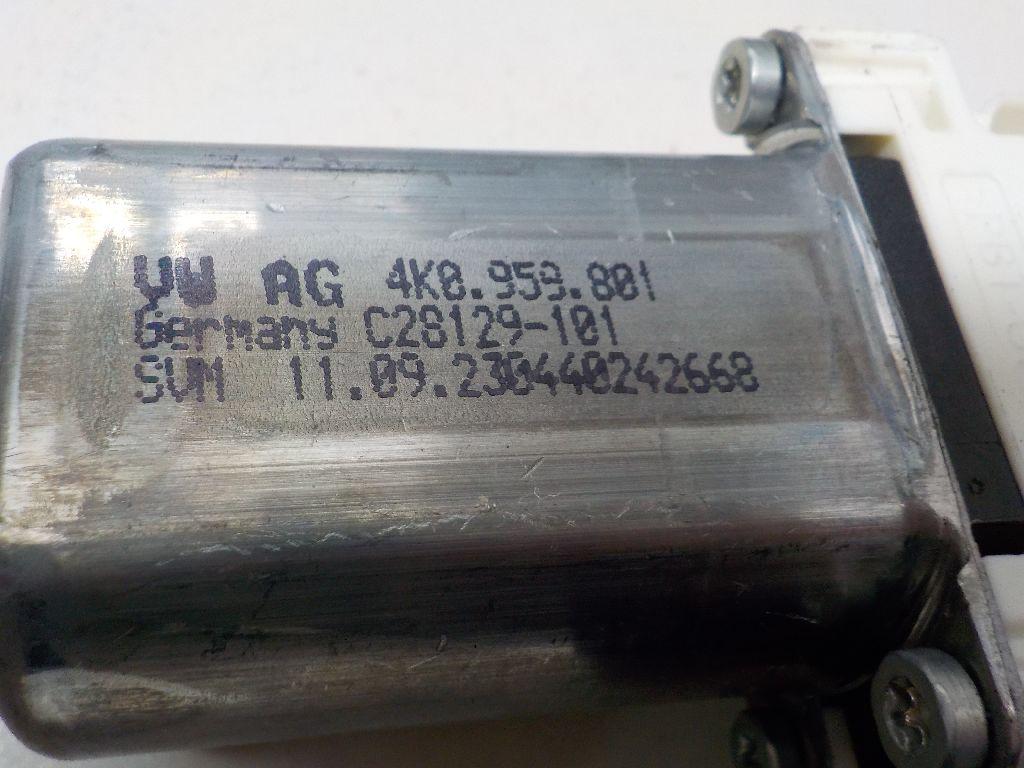 VW AG 4K0.959.801
Germany C28129-101
SVM 11.09.230440242668